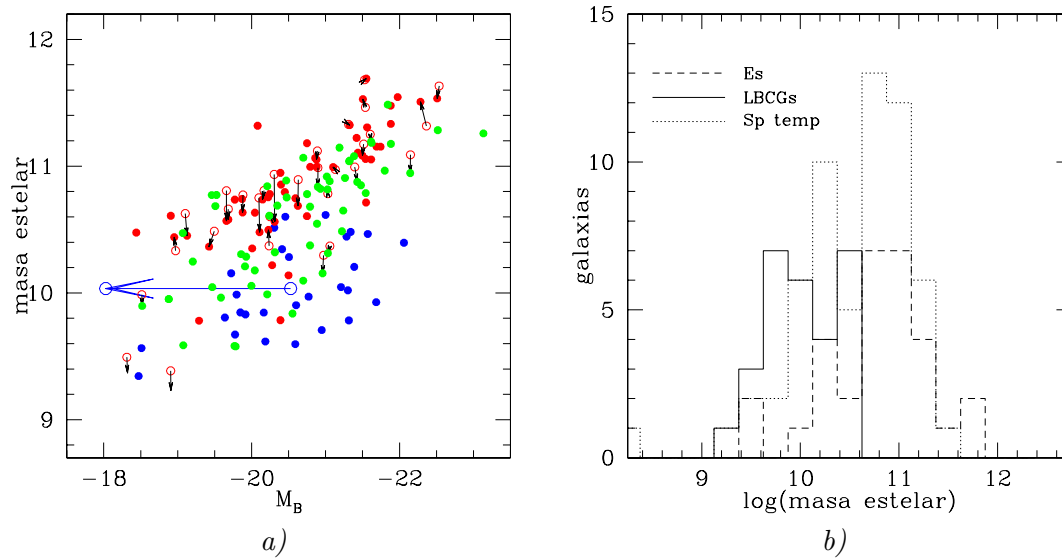 masa estelar
12
11
10
9
−18
−20
−22
M_B
a)
galaxias
15
10
5
0
Es
LBCGs
Sp temp
9
10
11
12
log(masa estelar)
b)